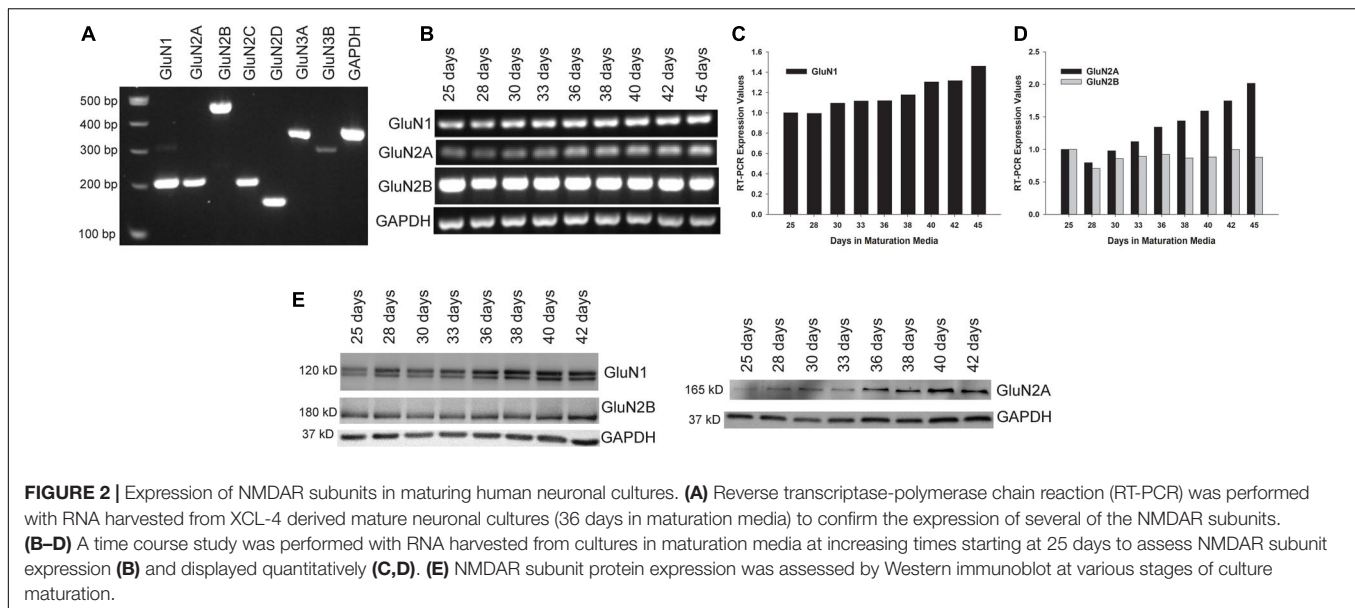 A
GluN1
GluN2A
GluN2B
GluN2C
GluN2D
GluN3A
GluN3B
GAPDH
500 bp
400 bp
300 bp
200 bp
100 bp
B
25 days
28 days
30 days
33 days
36 days
38 days
40 days
42 days
45 days
GluN1
GluN2A
GluN2B
GAPDH
C
RT-PCR Expression Values
1.6
1.4
1.2
1.0
0.8
0.6
0.4
0.2
0.0
GluN1
25 28 30 33 36 38 40 42 45
Days in Maturation Media
D
RT-PCR Expression Values
2.5
2.0
1.5
1.0
0.5
0.0
GluN2A
GluN2B
25 28 30 33 36 38 40 42 45
Days in Maturation Media
E
25 days
28 days
30 days
33 days
36 days
38 days
40 days
42 days
120 kD
GluN1
180 kD
GluN2B
37 kD
GAPDH
25 days
28 days
30 days
33 days
36 days
38 days
40 days
42 days
165 kD
GluN2A
37 kD
GAPDH
FIGURE 2 | Expression of NMDAR subunits in maturing human neuronal cultures. (A) Reverse transcriptase-polymerase chain reaction (RT-PCR) was performed
with RNA harvested from XCL-4 derived mature neuronal cultures (36 days in maturation media) to confirm the expression of several of the NMDAR subunits.
(B–D) A time course study was performed with RNA harvested from cultures in maturation media at increasing times starting at 25 days to assess NMDAR subunit
expression (B) and displayed quantitatively (C,D). (E) NMDAR subunit protein expression was assessed by Western immunoblot at various stages of culture
maturation.